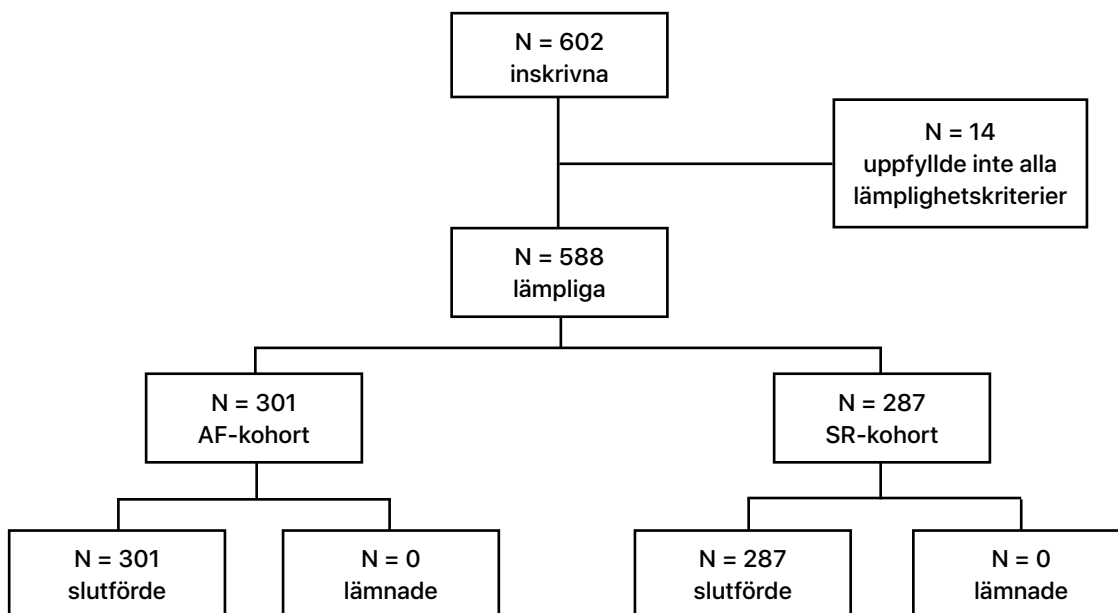 N = 602
inskrivna
N = 14
uppfyllde inte alla
lämplighetskriterier
N = 588
lämpliga
N = 301
AF-kohort
N = 287
SR-kohort
N = 301
slutförde
N = 0
lämnade
N = 287
slutförde
N = 0
lämnade